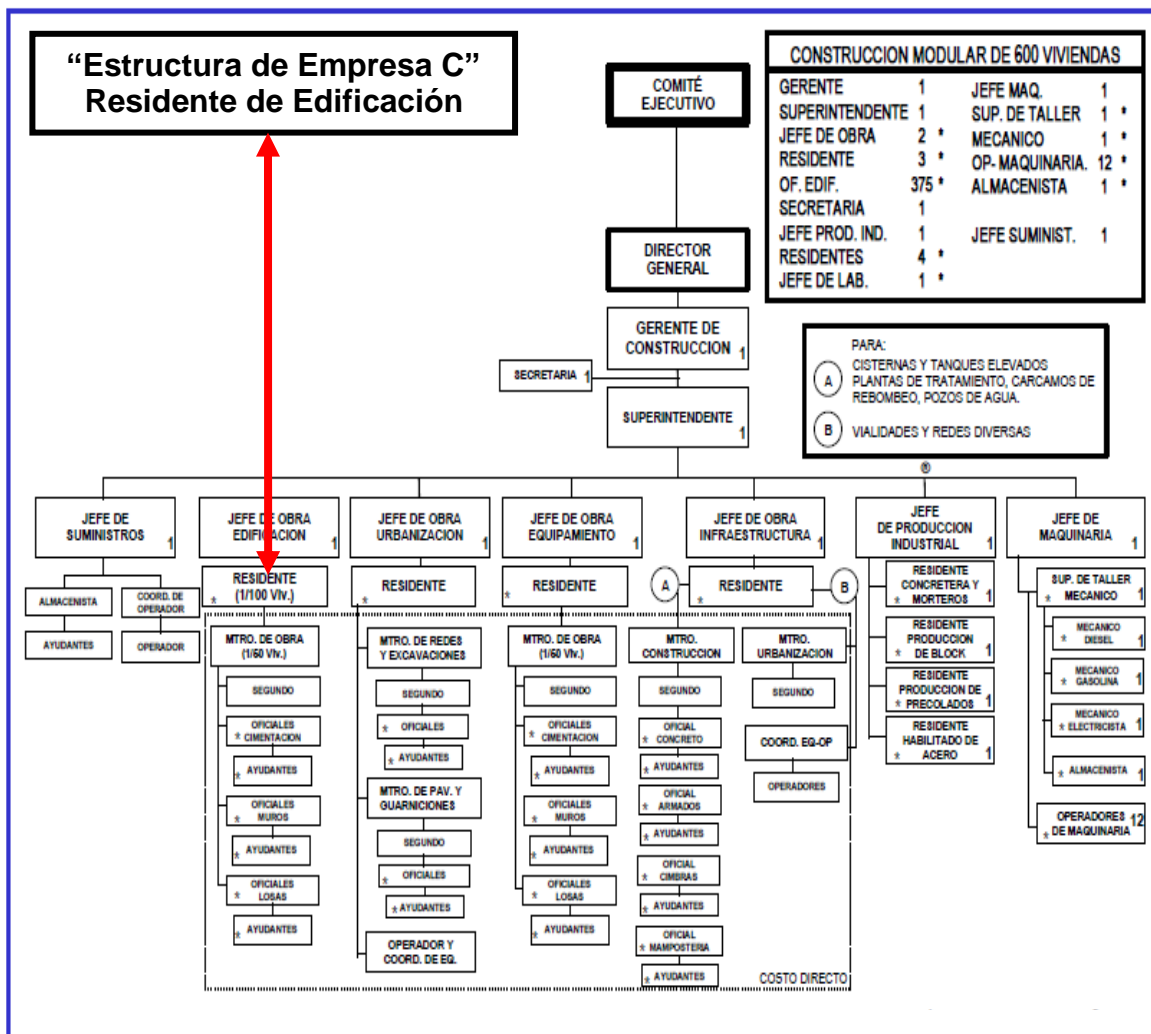 “Estructura de Empresa C”
Residente de Edificación
COMITÉ
EJECUTIVO
CONSTRUCCION MODULAR DE 600 VIVIENDAS
GERENTE 1 JEFE MAQ. 1
SUPERINTENDENTE 1 SUP. DE TALLER 1 *
JEFE DE OBRA 2 * MECANICO 1 *
RESIDENTE 3 * OP- MAQUINARIA. 12 *
OF. EDIF. 375 * ALMACENISTA 1 *
SECRETARIA 1
JEFE PROD. IND. 1 JEFE SUMINIST. 1
RESIDENTES 4 *
JEFE DE LAB. 1 *
DIRECTOR
GENERAL
GERENTE DE
CONSTRUCCION 1
SECRETARIA 1
SUPERINTENDENTE
1
PARA:
A
CISTERNAS Y TANQUES ELEVADOS
PLANTAS DE TRATAMIENTO, CARCAMOS DE
REBOMBEO, POZOS DE AGUA.
B VIALIDADES Y REDES DIVERSAS
®
JEFE DE
SUMINISTROS 1
JEFE DE OBRA
EDIFICACION 1
JEFE DE OBRA
URBANIZACION 1
JEFE DE OBRA
EQUIPAMIENTO 1
JEFE DE OBRA
INFRAESTRUCTURA 1
JEFE
DE PRODUCCION
INDUSTRIAL 1
JEFE DE
MAQUINARIA 1
ALMACENISTA
AYUDANTES
COORD. DE
OPERADOR
OPERADOR
RESIDENTE
* (1/100 Viv.)
MTRO. DE OBRA
(1/60 Viv.)
SEGUNDO
OFICIALES
* CIMENTACION
* AYUDANTES
OFICIALES
* MUROS
* AYUDANTES
OFICIALES
* LOSAS
* AYUDANTES
RESIDENTE
*
MTRO. DE REDES
Y EXCAVACIONES
SEGUNDO
* OFICIALES
* AYUDANTES
MTRO. DE PAV. Y
GUARNICIONES
SEGUNDO
* OFICIALES
* AYUDANTES
OPERADOR Y
COORD. DE EQ.
RESIDENTE
*
MTRO. DE OBRA
(1/60 Viv.)
SEGUNDO
OFICIALES
* CIMENTACION
* AYUDANTES
OFICIALES
* MUROS
* AYUDANTES
OFICIALES
* LOSAS
* AYUDANTES
A
RESIDENTE
*
B
MTRO.
CONSTRUCCION
SEGUNDO
OFICIAL
* CONCRETO
* AYUDANTES
OFICIAL
* ARMADOS
* AYUDANTES
OFICIAL
* CIMBRAS
* AYUDANTES
OFICIAL
* MAMPOSTERIA
* AYUDANTES
MTRO.
URBANIZACION
SEGUNDO
COORD. EQ-OP
OPERADORES
COSTO DIRECTO
RESIDENTE
CONCRETERA Y
* MORTEROS 1
RESIDENTE
PRODUCCION
* DE BLOCK 1
RESIDENTE
PRODUCCION DE
* PRECOLADOS 1
RESIDENTE
HABILITADO DE
* ACERO 1
SUP. DE TALLER
* MECANICO 1
MECANICO
* DIESEL 1
MECANICO
* GASOLINA 1
MECANICO
* ELECTRICISTA 1
* ALMACENISTA 1
OPERADORES 12
* DE MAQUINARIA